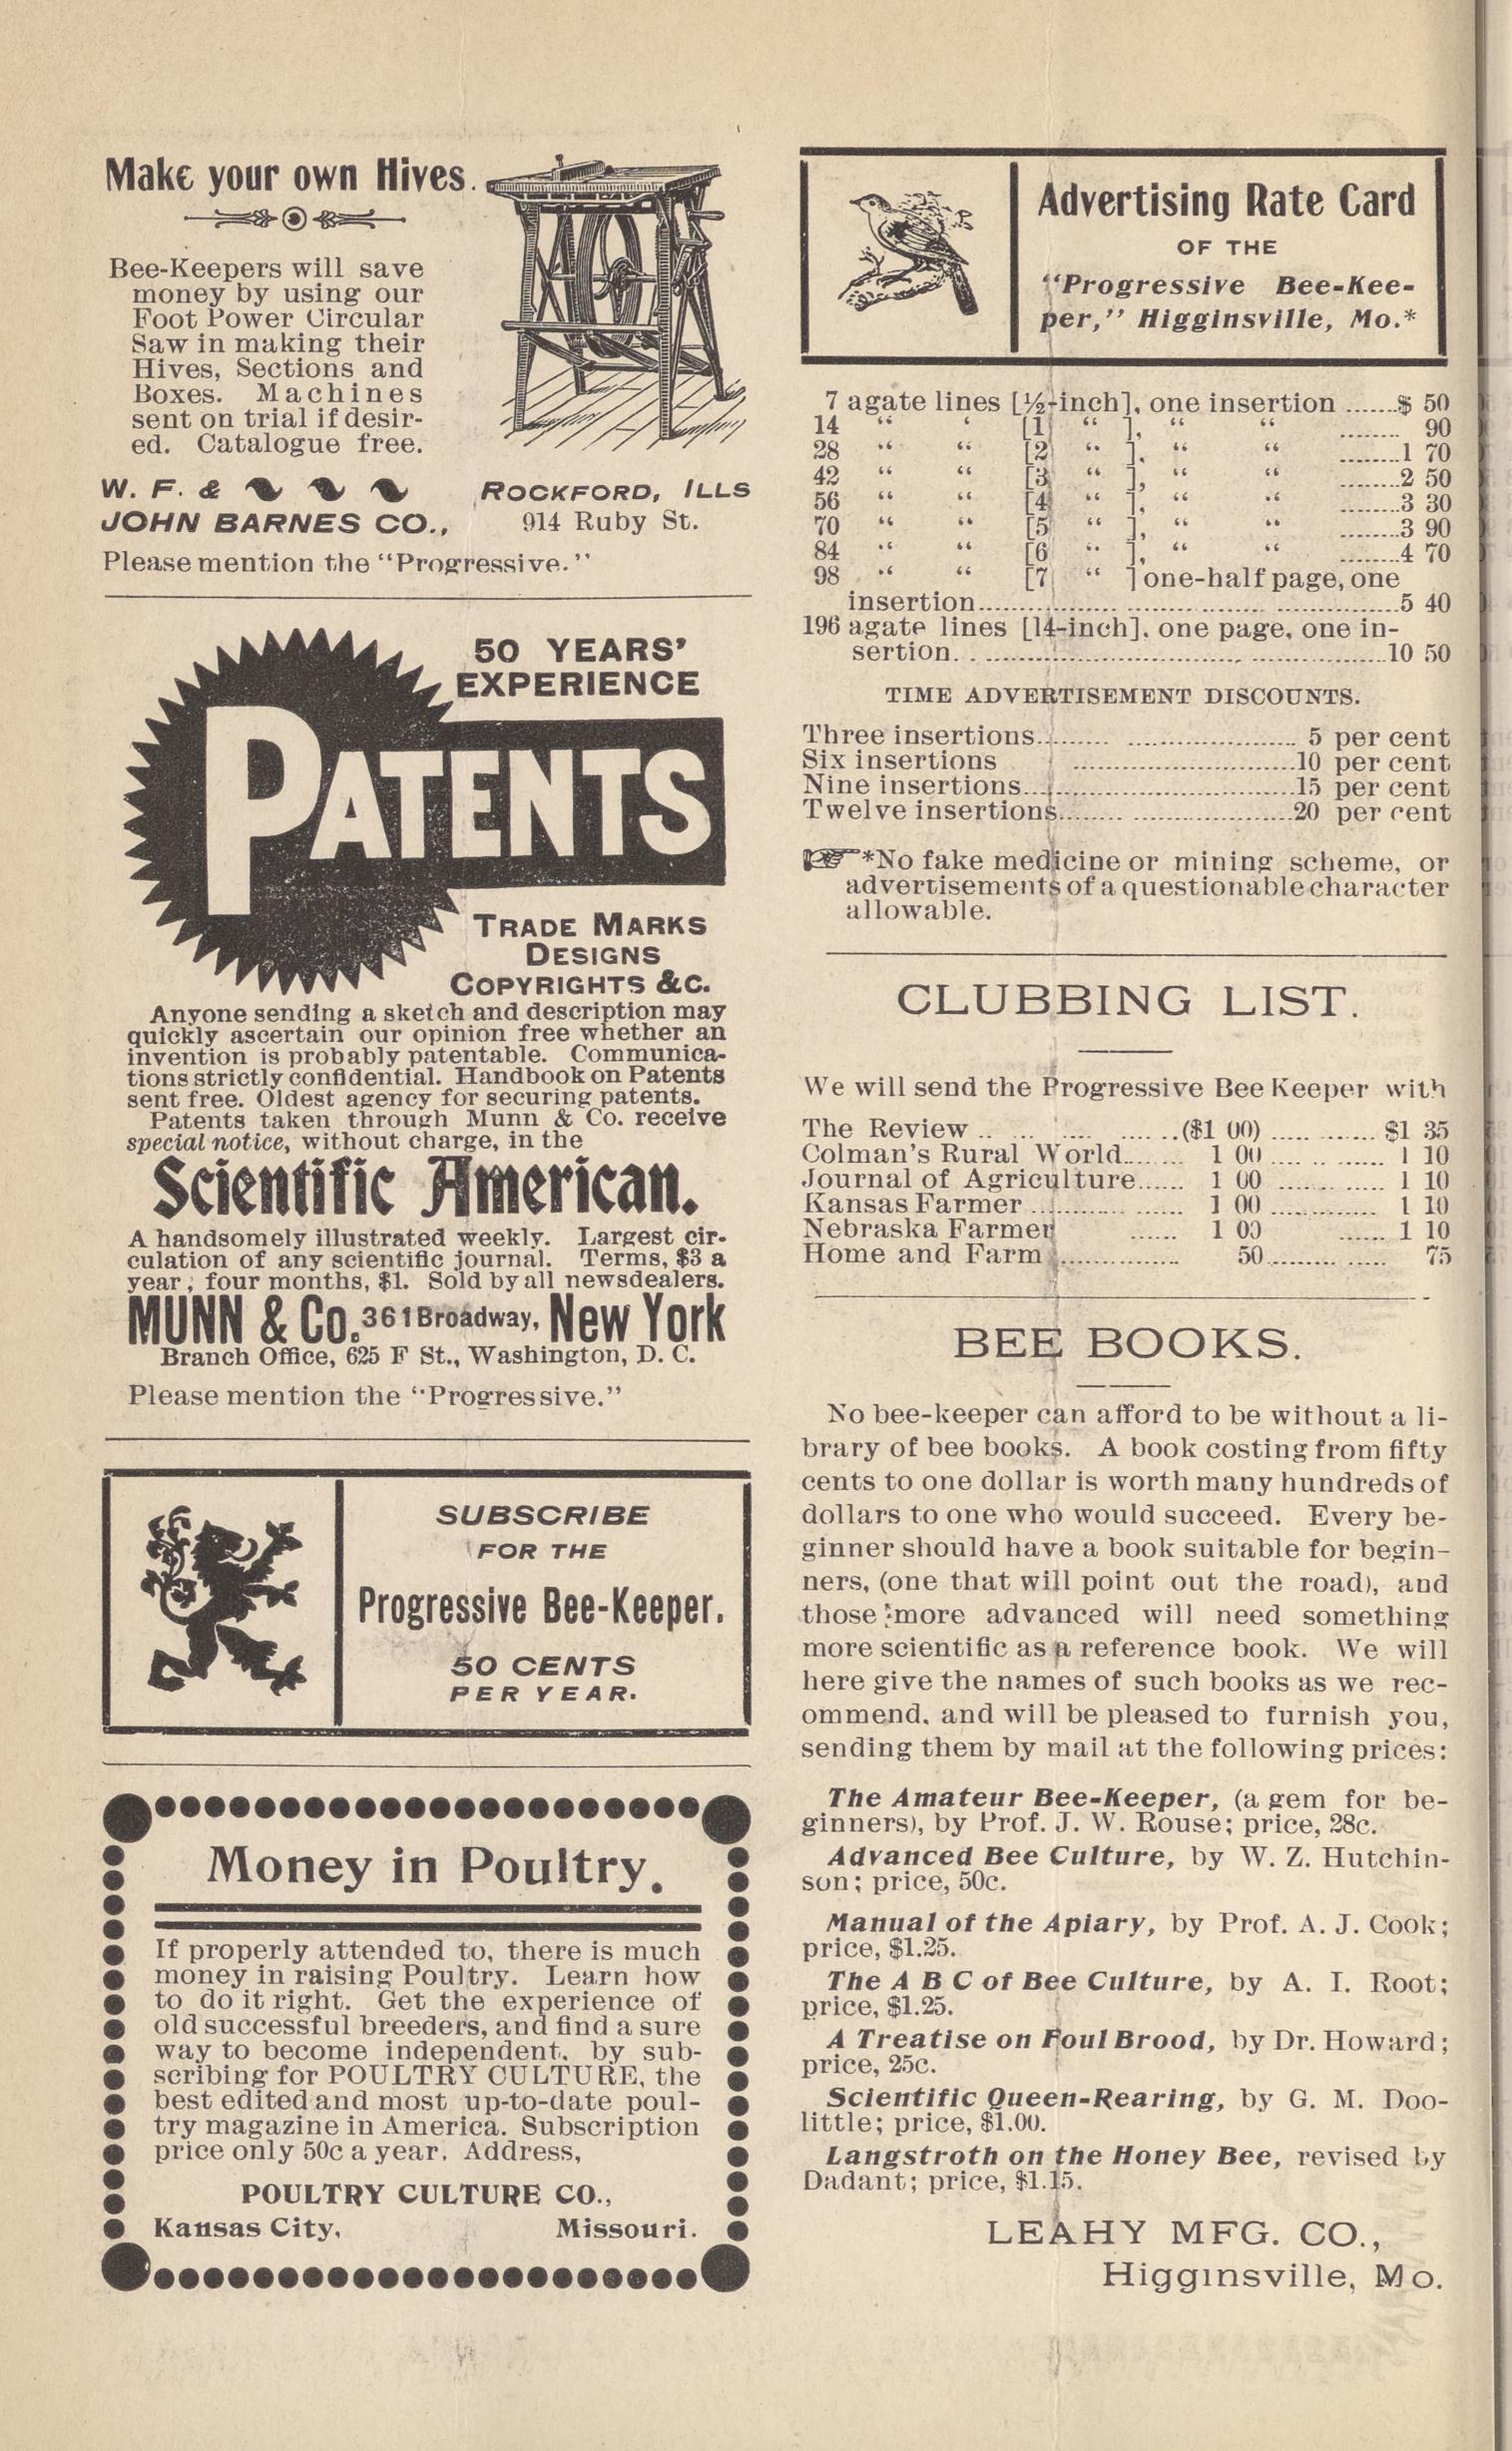 Make your own Hives.
Bee-Keepers will save
money by using our
Foot Power Circular
Saw in making their
Hives, Sections and
Boxes. Machines
sent on trial if desir-
ed. Catalogue free.
W. F. &
JOHN BARNES CO.,
ROCKFORD, ILLS
914 Ruby St.
Please mention the "Progressive."
50 YEARS'
EXPERIENCE
PATENTS
TRADE MARKS
DESIGNS
COPYRIGHTS &C.
Anyone sending a sketch and description may
quickly ascertain our opinion free whether an
invention is probably patentable. Communica-
tions strictly confidential. Handbook on Patents
sent free. Oldest agency for securing patents.
Patents taken through Munn & Co. receive
special notice, without charge, in the
Scientific American.
A handsomely illustrated weekly. Largest cir-
culation of any scientific journal. Terms, $3 a
year; four months, $1. Sold by all newsdealers.
MUNN & Co. 361 Broadway, New York
Branch Office, 625 F St., Washington, D. C.
Please mention the "Progressive."
SUBSCRIBE
FOR THE
Progressive Bee-Keeper.
50 CENTS
PER YEAR.
Money in Poultry.
If properly attended to, there is much
money in raising Poultry. Learn how
to do it right. Get the experience of
old successful breeders, and find a sure
way to become independent, by sub-
scribing for POULTRY CULTURE, the
best edited and most up-to-date poul-
try magazine in America. Subscription
price only 50c a year. Address,
POULTRY CULTURE CO.,
Kansas City, Missouri.
Advertising Rate Card
OF THE
"Progressive Bee-Kee-
per," Higginsville, Mo.*
7 agate lines [½-inch], one insertion .......$ 50
14 " " [1 " ], " " ........ 90
28 " " [2 " ], " " ........1 70
42 " " [3 " ], " " ........2 50
56 " " [4 " ], " " ........3 30
70 " " [5 " ], " " ........3 90
84 " " [6 " ], " " ........4 70
98 " " [7 " ] one-half page, one
insertion........................................5 40
196 agate lines [14-inch], one page, one in-
sertion........................................10 50
TIME ADVERTISEMENT DISCOUNTS.
Three insertions.............................. 5 per cent
Six insertions ..........................10 per cent
Nine insertions..............................15 per cent
Twelve insertions..............................20 per cent
☞*No fake medicine or mining scheme, or
advertisements of a questionable character
allowable.
CLUBBING LIST.
We will send the Progressive Bee Keeper with
The Review ..............($1 00) ............ $1 35
Colman's Rural World....... 1 00 ............ 1 10
Journal of Agriculture...... 1 00 ............ 1 10
Kansas Farmer .................. 1 00 ............ 1 10
Nebraska Farmer ...... 1 00 ...... 1 10
Home and Farm ............... 50............... 75
BEE BOOKS.
No bee-keeper can afford to be without a li-
brary of bee books. A book costing from fifty
cents to one dollar is worth many hundreds of
dollars to one who would succeed. Every be-
ginner should have a book suitable for begin-
ners, (one that will point out the road), and
those more advanced will need something
more scientific as a reference book. We will
here give the names of such books as we rec-
ommend, and will be pleased to furnish you,
sending them by mail at the following prices:
The Amateur Bee-Keeper, (a gem for be-
ginners), by Prof. J. W. Rouse; price, 28c.
Advanced Bee Culture, by W. Z. Hutchin-
son; price, 50c.
Manual of the Apiary, by Prof. A. J. Cook;
price, $1.25.
The A B C of Bee Culture, by A. I. Root;
price, $1.25.
A Treatise on Foul Brood, by Dr. Howard;
price, 25c.
Scientific Queen-Rearing, by G. M. Doo-
little; price, $1.00.
Langstroth on the Honey Bee, revised by
Dadant; price, $1.15.
LEAHY MFG. CO.,
Higginsville, Mo.